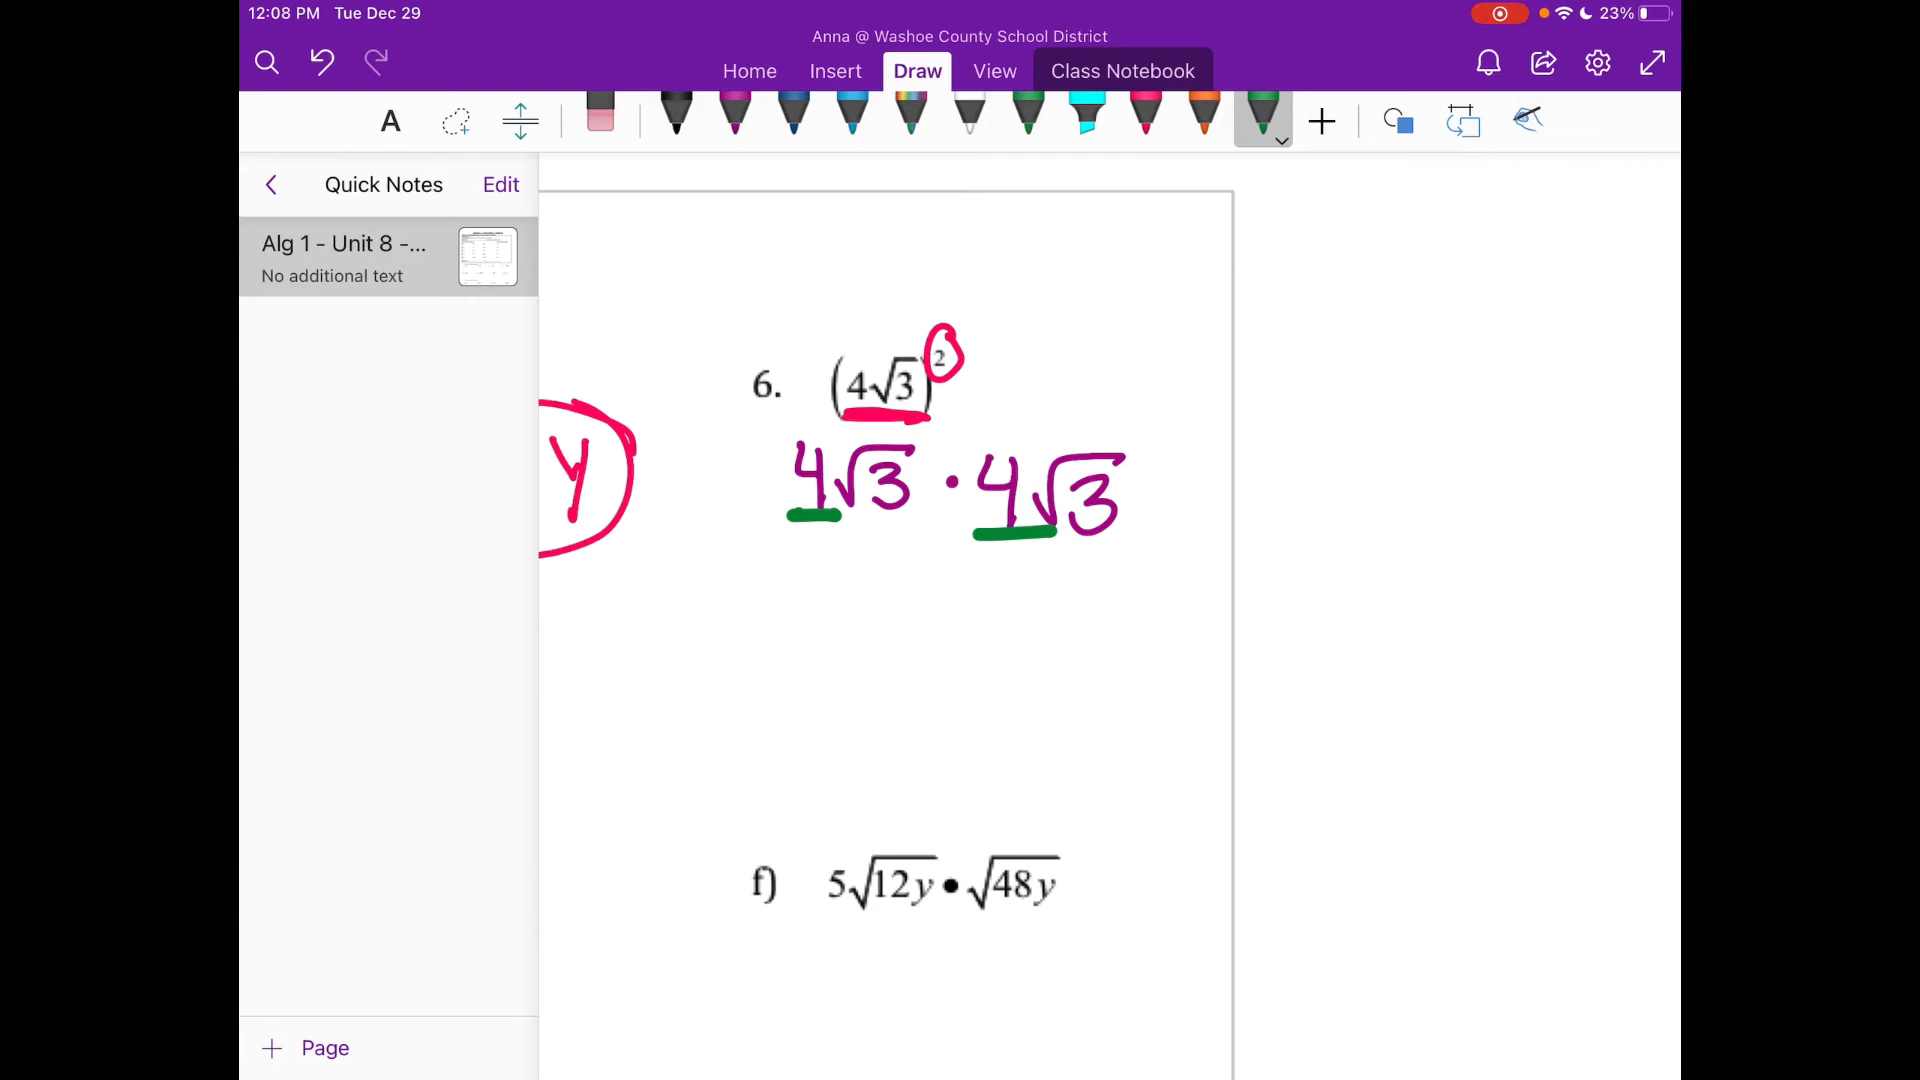 12:08 PM Tue Dec 29
23%
Anna @ Washoe County School District
Home Insert Draw View Class Notebook
A
Quick Notes Edit
Alg 1 - Unit 8 -...
No additional text
6. (4√3)²
4√3 · 4√3
y
f) 5√12y • √48y
+ Page